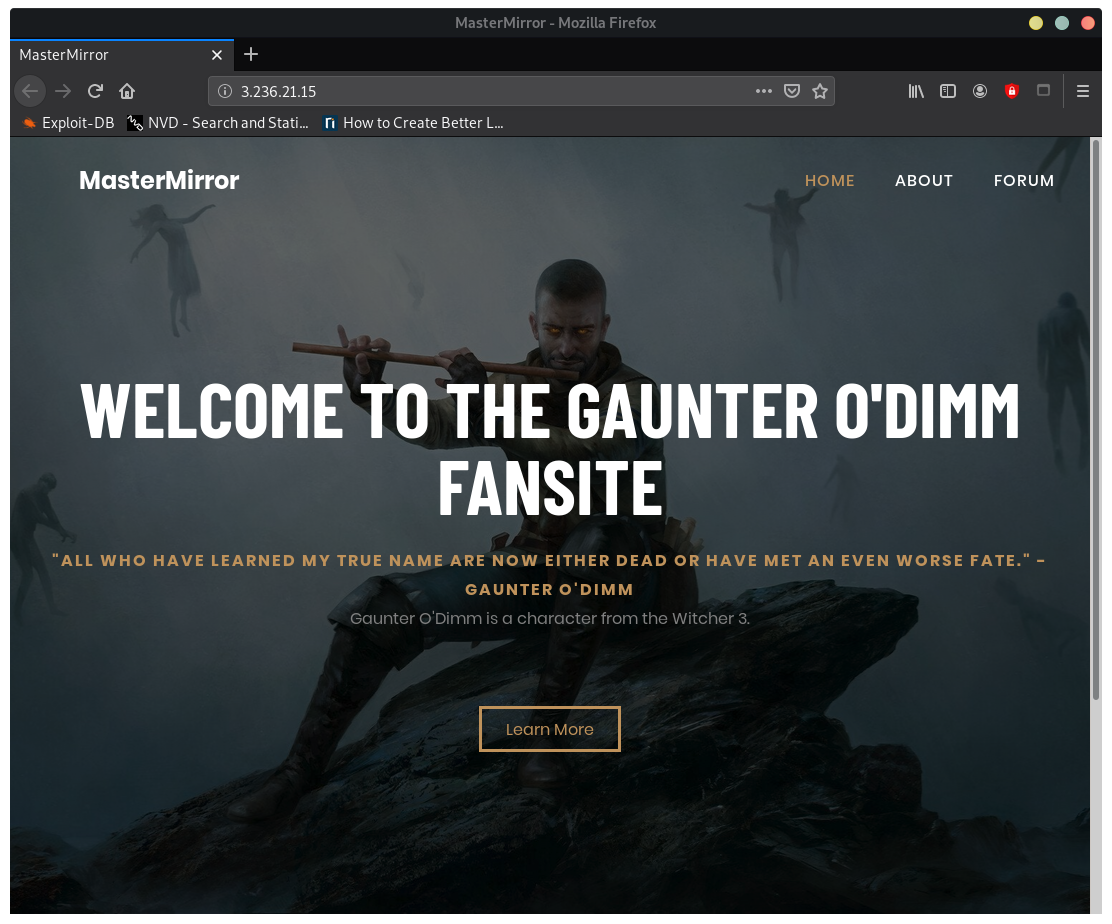 MasterMirror - Mozilla Firefox
MasterMirror
3.236.21.15
Exploit-DB NVD - Search and Stati... How to Create Better L...
MasterMirror HOME ABOUT FORUM
WELCOME TO THE GAUNTER O'DIMM
FANSITE
"ALL WHO HAVE LEARNED MY TRUE NAME ARE NOW EITHER DEAD OR HAVE MET AN EVEN WORSE FATE." -
GAUNTER O'DIMM
Gaunter O'Dimm is a character from the Witcher 3.
Learn More